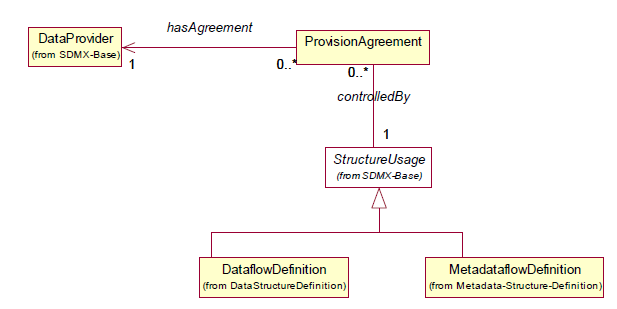 hasAgreement
DataProvider
(from SDMX-Base)
ProvisionAgreement
1
0..*
0..*
controlledBy
1
StructureUsage
(from SDMX-Base)
DataflowDefinition
(from DataStructureDefinition)
MetadataflowDefinition
(from Metadata-Structure-Definition)